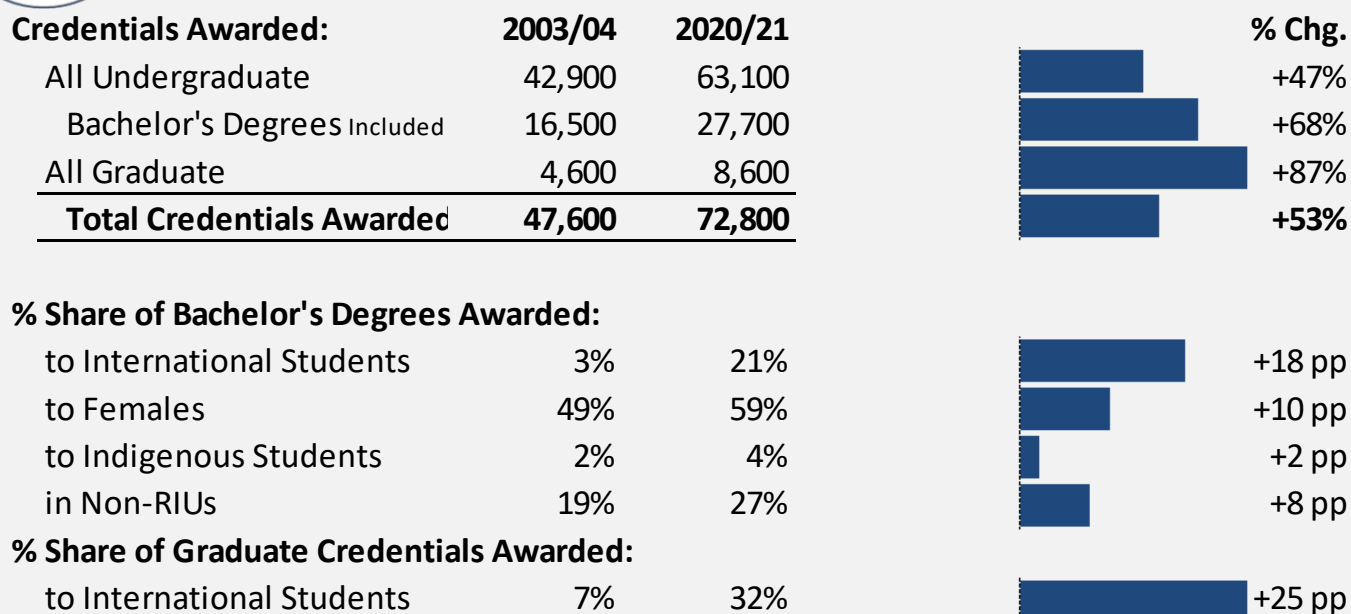 Credentials Awarded: 2003/04 2020/21 % Chg.
All Undergraduate 42,900 63,100 +47%
Bachelor's Degrees Included 16,500 27,700 +68%
All Graduate 4,600 8,600 +87%
Total Credentials Awarded 47,600 72,800 +53%
% Share of Bachelor's Degrees Awarded:
to International Students 3% 21% +18 pp
to Females 49% 59% +10 pp
to Indigenous Students 2% 4% +2 pp
in Non-RIUs 19% 27% +8 pp
% Share of Graduate Credentials Awarded:
to International Students 7% 32% +25 pp